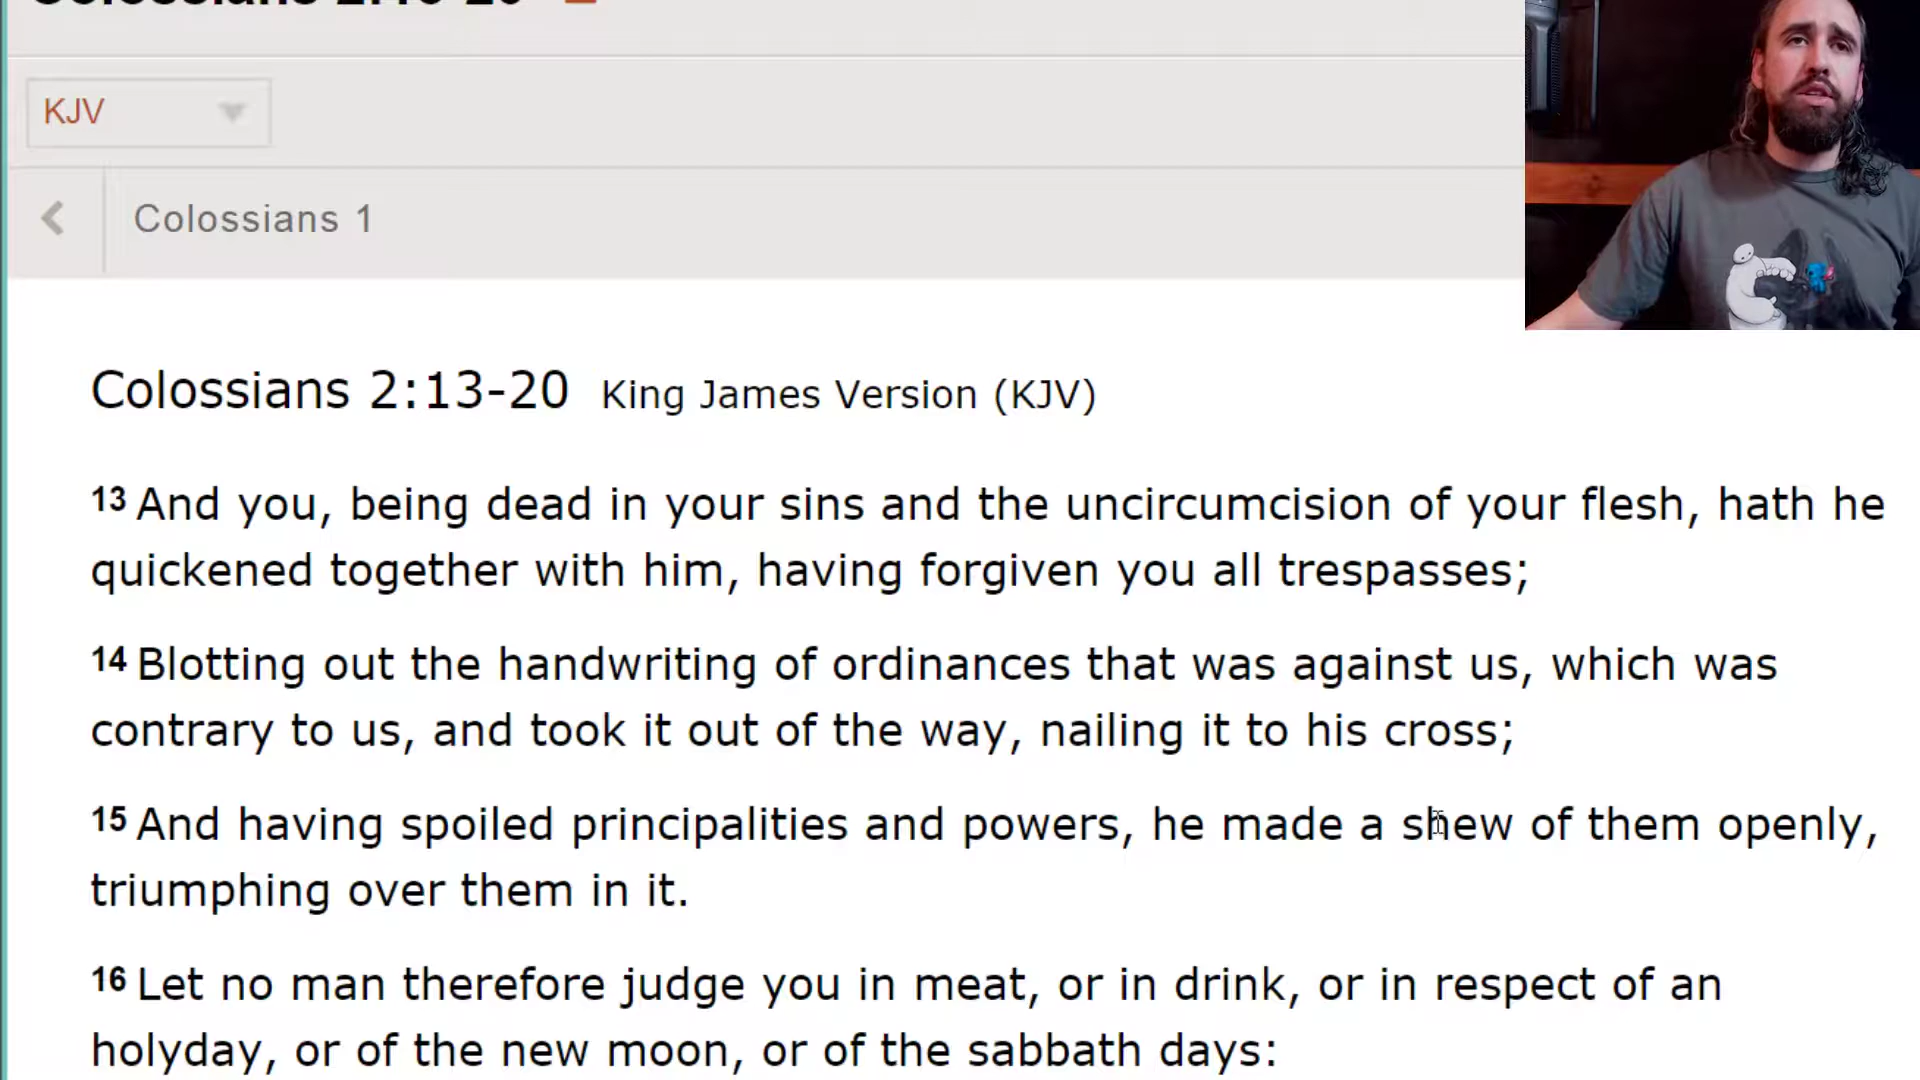 Colossians 2:13-20
KJV
Colossians 1
Colossians 2:13-20 King James Version (KJV)
13 And you, being dead in your sins and the uncircumcision of your flesh, hath he
quickened together with him, having forgiven you all trespasses;
14 Blotting out the handwriting of ordinances that was against us, which was
contrary to us, and took it out of the way, nailing it to his cross;
15 And having spoiled principalities and powers, he made a shew of them openly,
triumphing over them in it.
16 Let no man therefore judge you in meat, or in drink, or in respect of an
holyday, or of the new moon, or of the sabbath days: